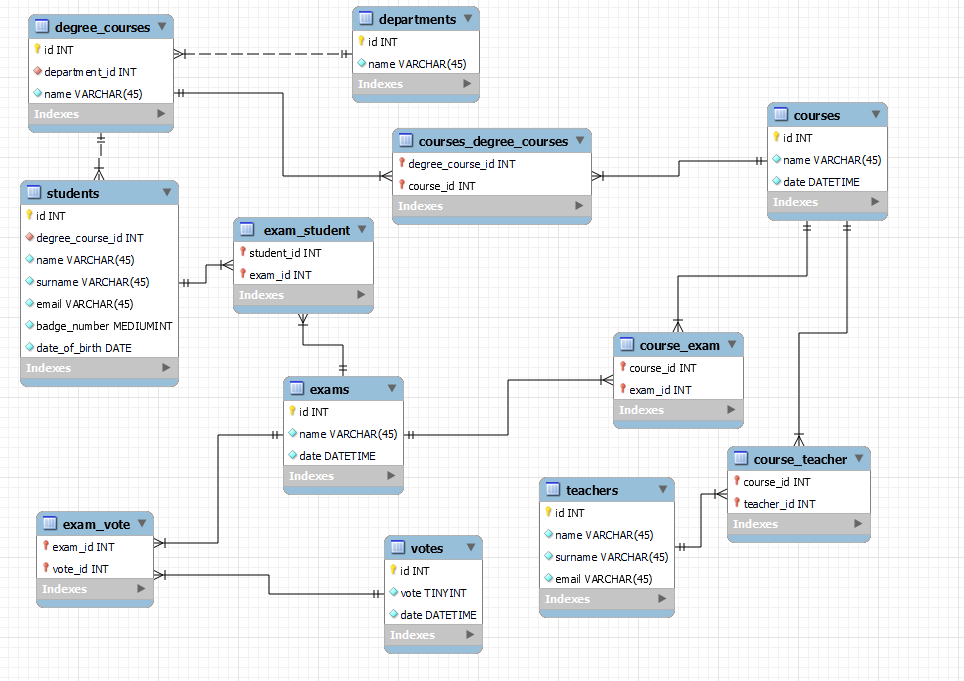 degree_courses
id INT
department_id INT
name VARCHAR(45)
Indexes
departments
id INT
name VARCHAR(45)
Indexes
courses_degree_courses
degree_course_id INT
course_id INT
Indexes
courses
id INT
name VARCHAR(45)
date DATETIME
Indexes
students
id INT
degree_course_id INT
name VARCHAR(45)
surname VARCHAR(45)
email VARCHAR(45)
badge_number MEDIUMINT
date_of_birth DATE
Indexes
exam_student
student_id INT
exam_id INT
Indexes
course_exam
course_id INT
exam_id INT
Indexes
exams
id INT
name VARCHAR(45)
date DATETIME
Indexes
course_teacher
course_id INT
teacher_id INT
Indexes
teachers
id INT
name VARCHAR(45)
surname VARCHAR(45)
email VARCHAR(45)
Indexes
exam_vote
exam_id INT
vote_id INT
Indexes
votes
id INT
vote TINYINT
date DATETIME
Indexes